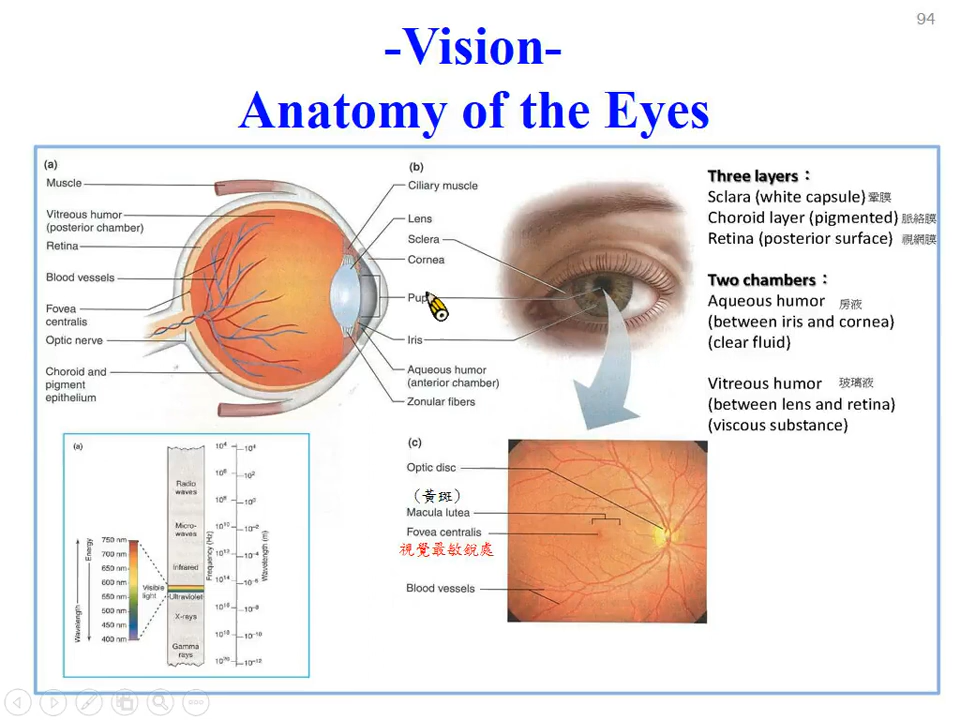 94
-Vision-
Anatomy of the Eyes
(a)
Muscle
Vitreous humor
(posterior chamber)
Retina
Blood vessels
Fovea
centralis
Optic nerve
Choroid and
pigment
epithelium
(b)
Ciliary muscle
Lens
Sclera
Cornea
Iris
Aqueous humor
(anterior chamber)
Zonular fibers
Three layers：
Sclara (white capsule) 鞏膜
Choroid layer (pigmented) 脈絡膜
Retina (posterior surface) 視網膜
Two chambers：
Aqueous humor 房液
(between iris and cornea)
(clear fluid)
Vitreous humor 玻璃液
(between lens and retina)
(viscous substance)
(a)
Energy
Wavelength
750 nm
700 nm
650 nm
600 nm
550 nm
500 nm
450 nm
400 nm
Visible
light
Radio
waves
Micro-
waves
Infrared
Ultraviolet
X-rays
Gamma
rays
Frequency (Hz)
Wavelength (m)
(c)
Optic disc
（黃斑）
Macula lutea
Fovea centralis
視覺最敏銳處
Blood vessels